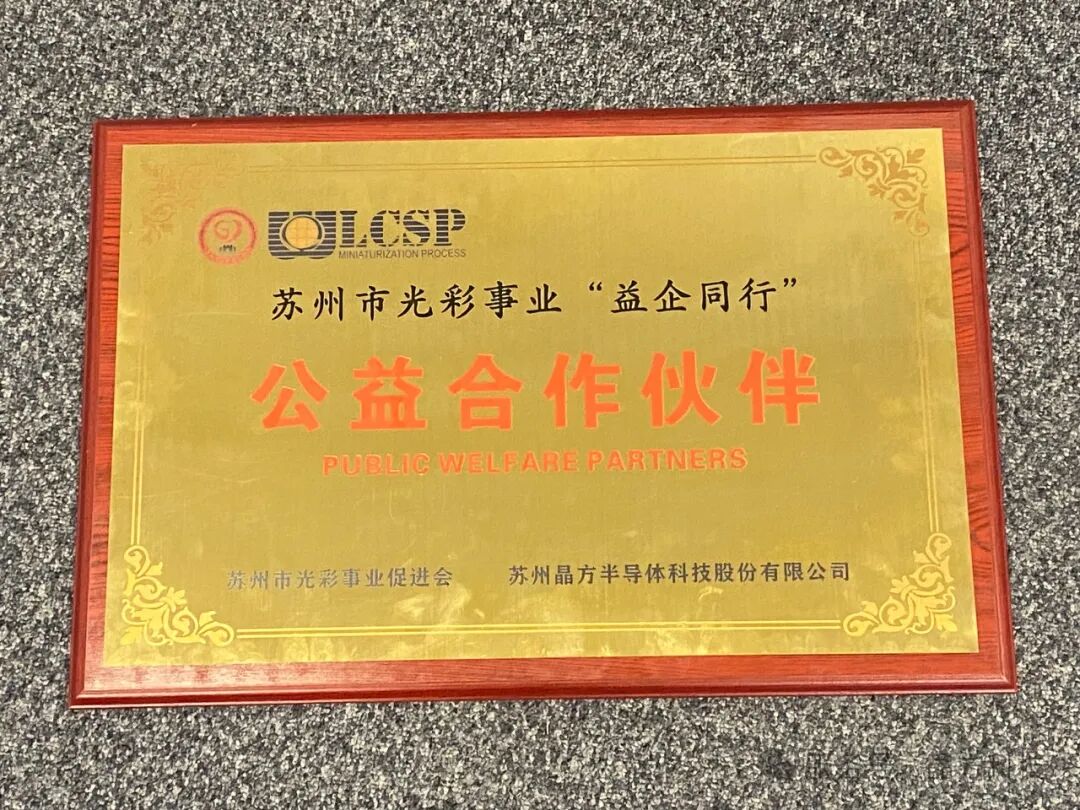 WLCSP
MINIATURIZATION PROCESS
苏州市光彩事业“益企同行”
公益合作伙伴
PUBLIC WELFARE PARTNERS
苏州市光彩事业促进会 苏州晶方半导体科技股份有限公司